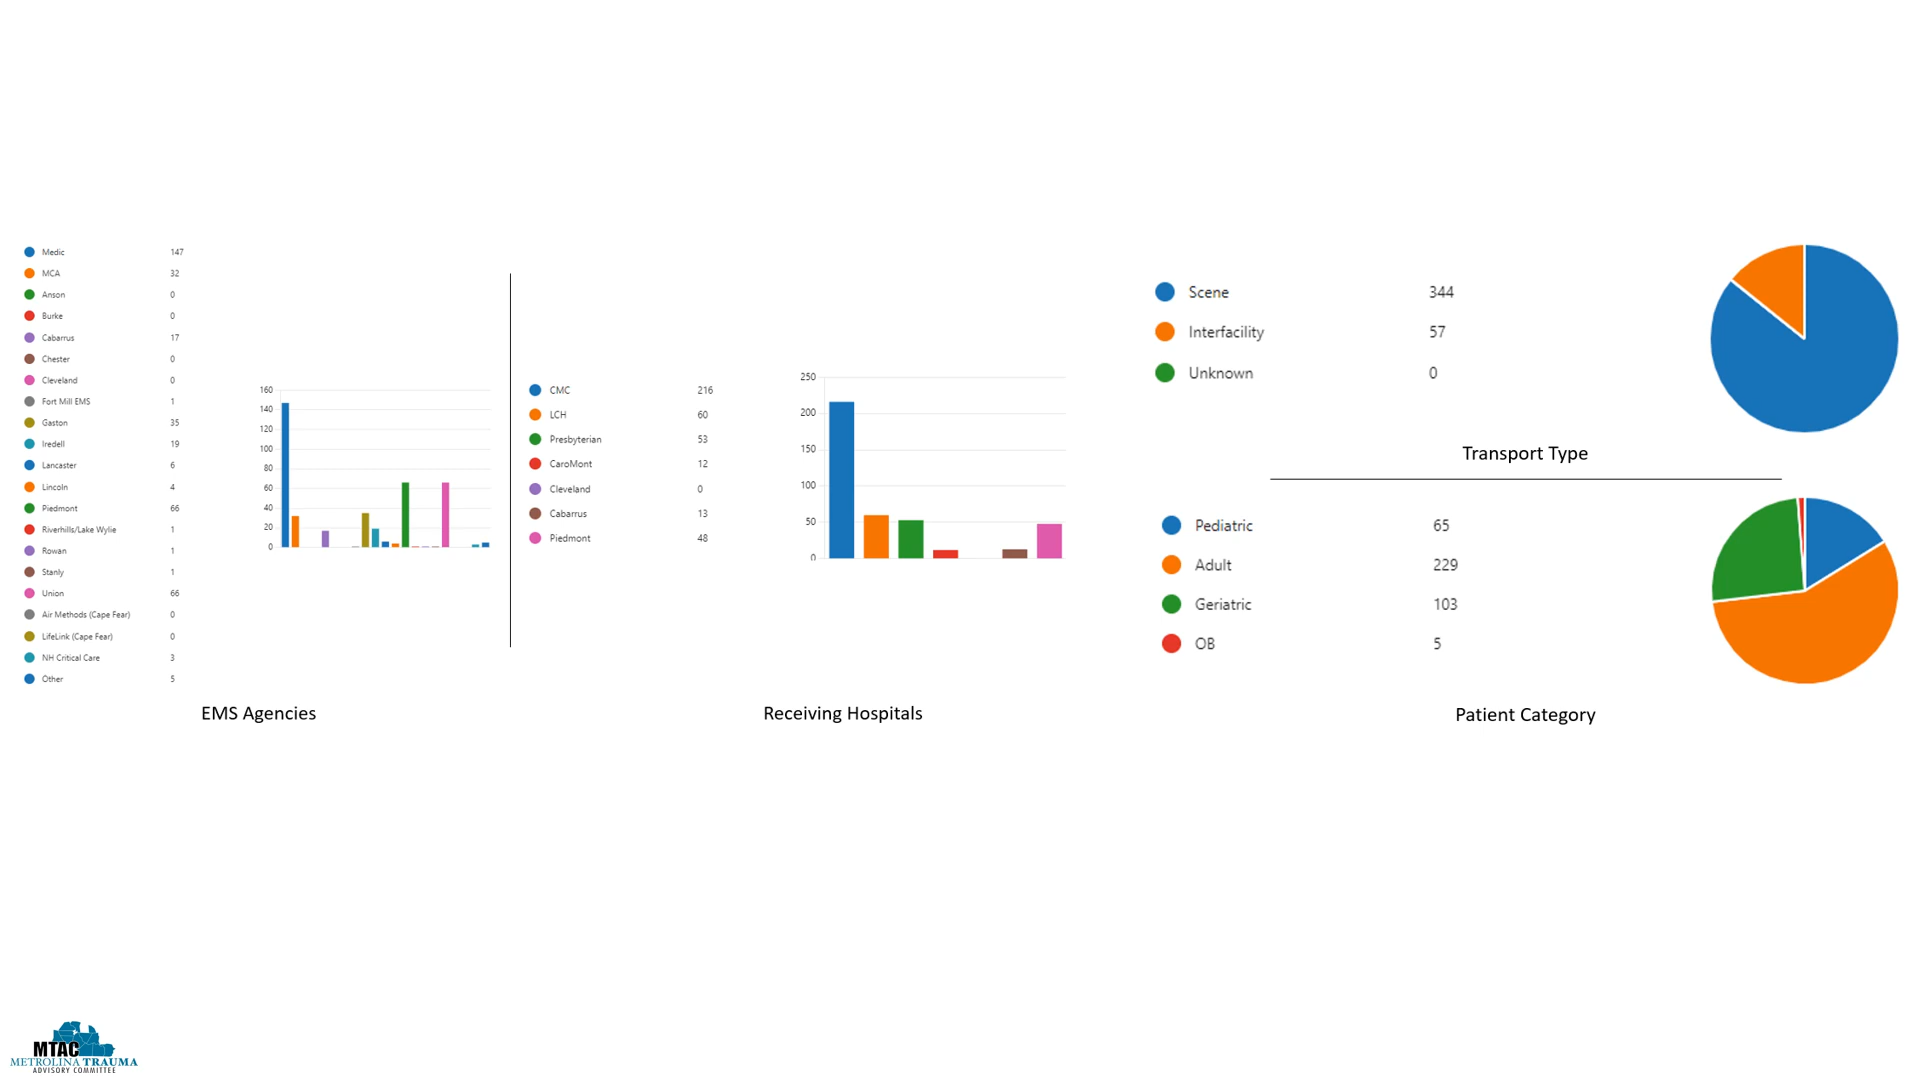 Medic 147
MCA 32
Anson 0
Burke 0
Cabarrus 17
Chester 0
Cleveland 0
Fort Mill EMS 1
Gaston 35
Iredell 19
Lancaster 6
Lincoln 4
Piedmont 66
Riverhills/Lake Wylie 1
Rowan 1
Stanly 1
Union 66
Air Methods (Cape Fear) 0
LifeLink (Cape Fear) 0
NH Critical Care 3
Other 5
160
140
120
100
80
60
40
20
0
EMS Agencies
CMC 216
LCH 60
Presbyterian 53
CaroMont 12
Cleveland 0
Cabarrus 13
Piedmont 48
250
200
150
100
50
0
Receiving Hospitals
Scene 344
Interfacility 57
Unknown 0
Transport Type
Pediatric 65
Adult 229
Geriatric 103
OB 5
Patient Category
MTAC
METROLINA TRAUMA
ADVISORY COMMITTEE